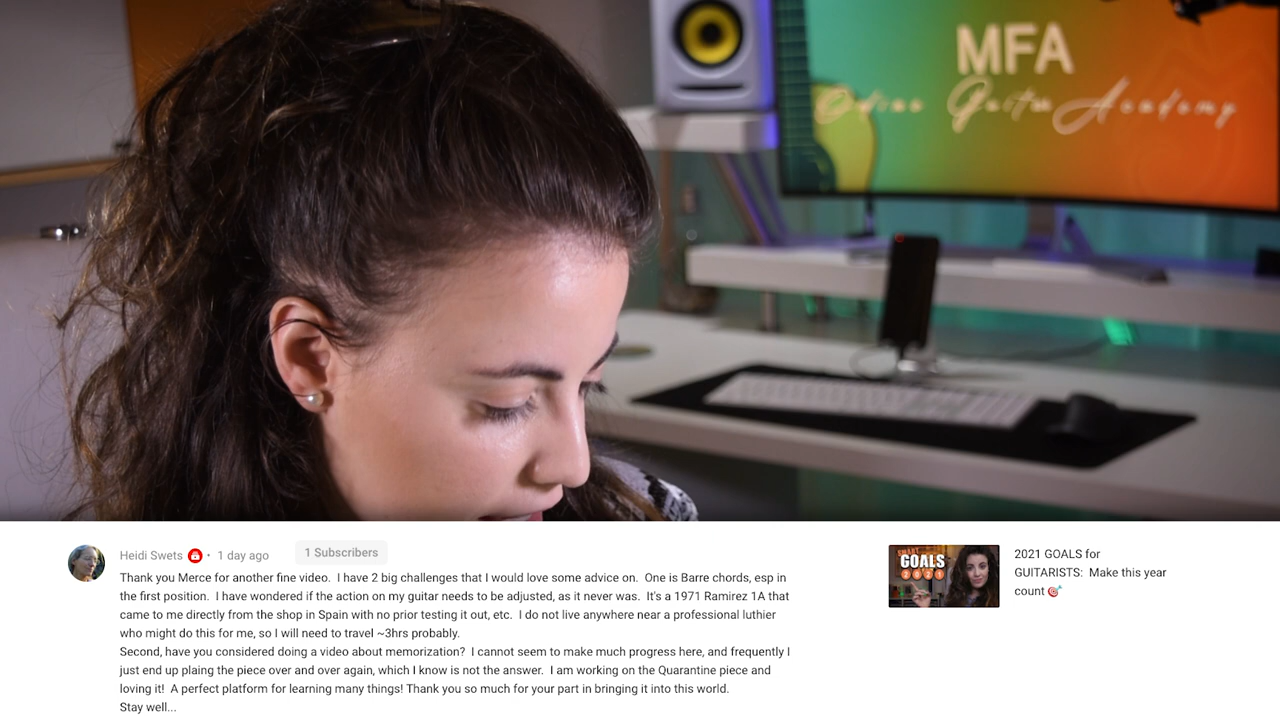 MFA
Online Guitar Academy
Heidi Swets • 1 day ago
1 Subscribers
Thank you Merce for another fine video. I have 2 big challenges that I would love some advice on. One is Barre chords, esp in
the first position. I have wondered if the action on my guitar needs to be adjusted, as it never was. It's a 1971 Ramirez 1A that
came to me directly from the shop in Spain with no prior testing it out, etc. I do not live anywhere near a professional luthier
who might do this for me, so I will need to travel ~3hrs probably.
Second, have you considered doing a video about memorization? I cannot seem to make much progress here, and frequently I
just end up plaing the piece over and over again, which I know is not the answer. I am working on the Quarantine piece and
loving it! A perfect platform for learning many things! Thank you so much for your part in bringing it into this world.
Stay well...
SMART
GOALS
2021
2021 GOALS for
GUITARISTS: Make this year
count 🎯